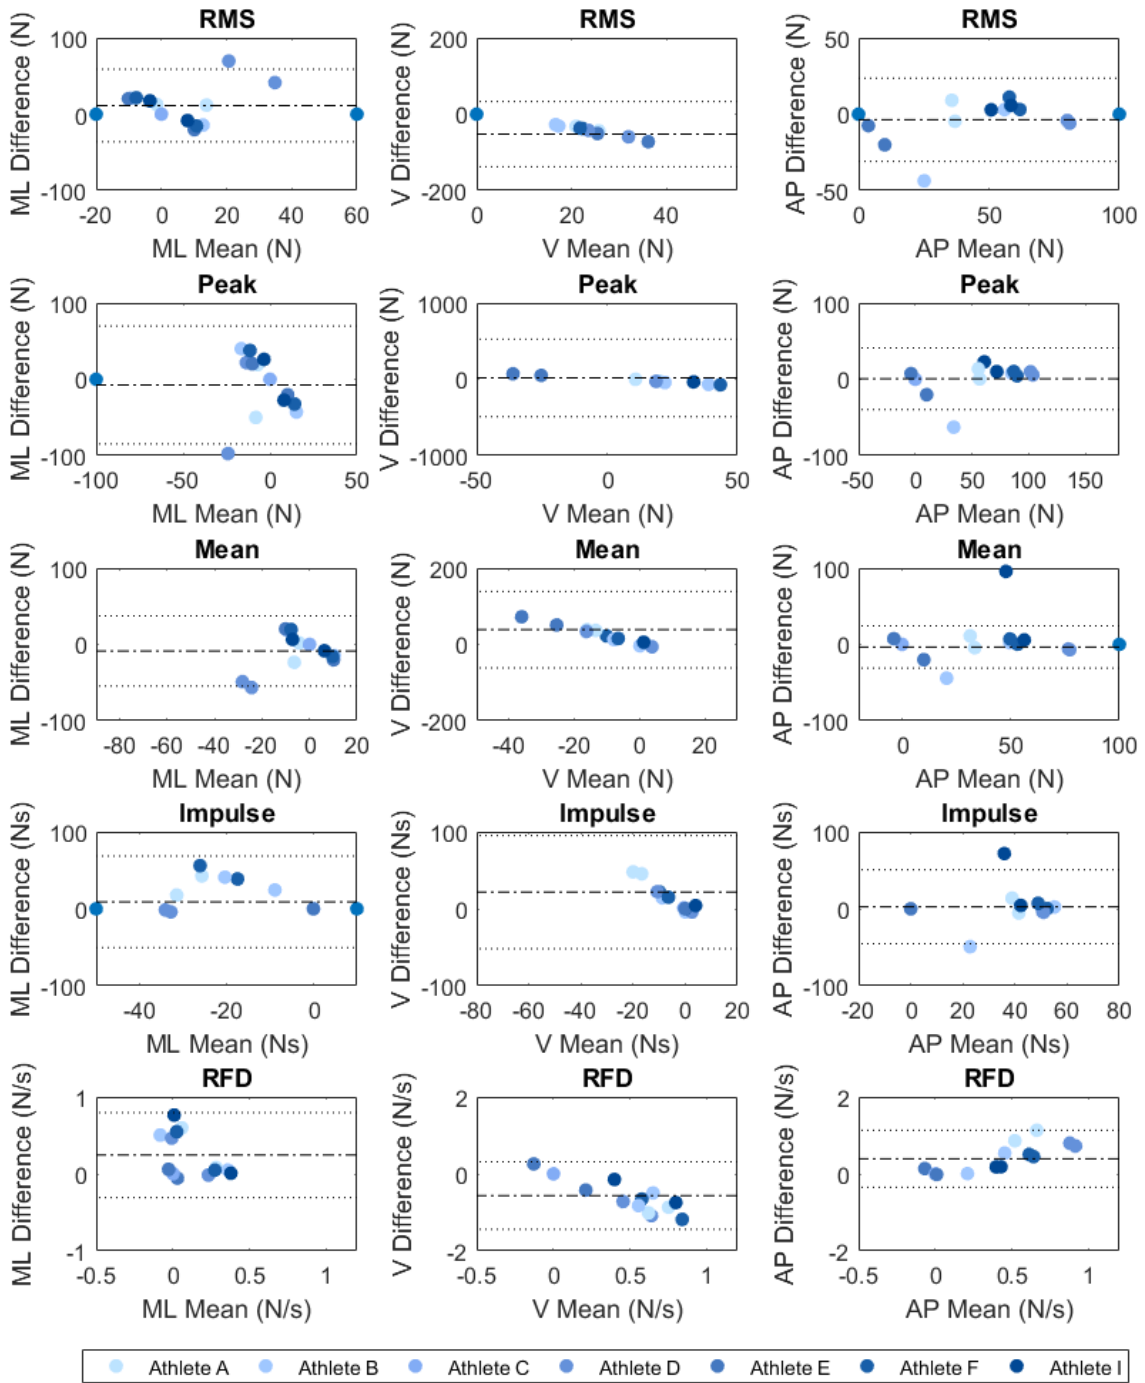 RMS RMS RMS
ML Difference (N) 100 0 -100 V Difference (N) 200 0 -200 AP Difference (N) 50 0 -50
-20 0 20 40 60 0 20 40 0 50 100
ML Mean (N) V Mean (N) AP Mean (N)
Peak Peak Peak
ML Difference (N) 100 0 -100 V Difference (N) 1000 0 -1000 AP Difference (N) 100 0 -100
-100 -50 0 50 -50 0 50 -50 0 50 100 150
ML Mean (N) V Mean (N) AP Mean (N)
Mean Mean Mean
ML Difference (N) 100 0 -100 V Difference (N) 200 0 -200 AP Difference (N) 100 0 -100
-80 -60 -40 -20 0 20 -40 -20 0 20 0 50 100
ML Mean (N) V Mean (N) AP Mean (N)
Impulse Impulse Impulse
ML Difference (Ns) 100 0 -100 V Difference (Ns) 100 0 -100 AP Difference (Ns) 100 0 -100
-40 -20 0 -80 -60 -40 -20 0 20 -20 0 20 40 60 80
ML Mean (Ns) V Mean (Ns) AP Mean (Ns)
RFD RFD RFD
ML Difference (N/s) 1 0 -1 V Difference (N/s) 2 0 -2 AP Difference (N/s) 2 0 -2
-0.5 0 0.5 1 -0.5 0 0.5 1 -0.5 0 0.5 1
ML Mean (N/s) V Mean (N/s) AP Mean (N/s)
Athlete A Athlete B Athlete C Athlete D Athlete E Athlete F Athlete I